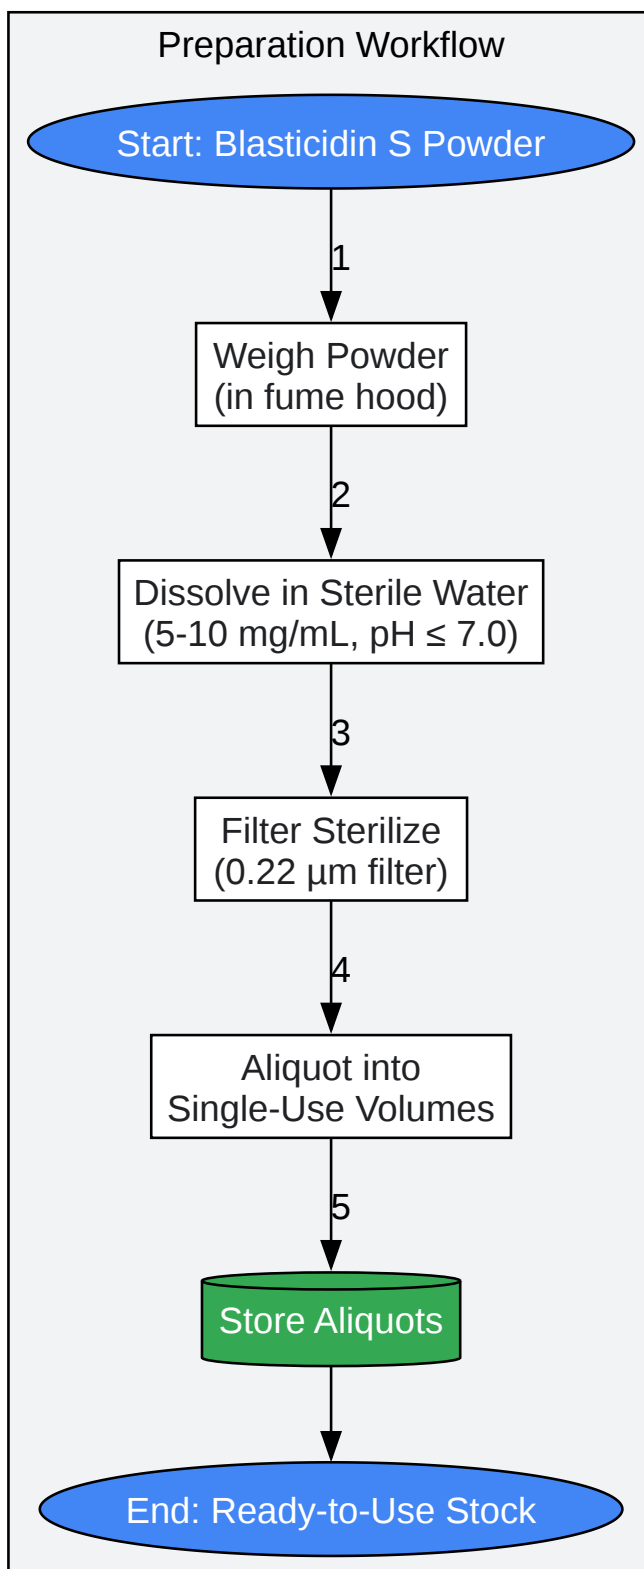 Preparation Workflow
Start: Blasticidin S Powder
1
Weigh Powder
(in fume hood)
2
Dissolve in Sterile Water
(5-10 mg/mL, pH ≤ 7.0)
3
Filter Sterilize
(0.22 µm filter)
4
Aliquot into
Single-Use Volumes
5
Store Aliquots
End: Ready-to-Use Stock